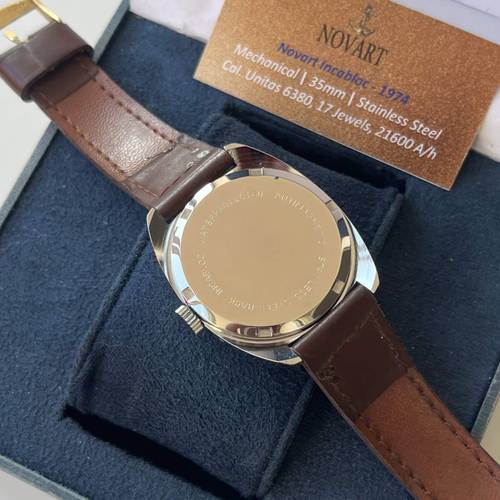 NOVART
Novart Incabloc - 1974
Mechanical | 35mm | Stainless Steel
Cal. Unitas 6380, 17 Jewels, 21600 A/h